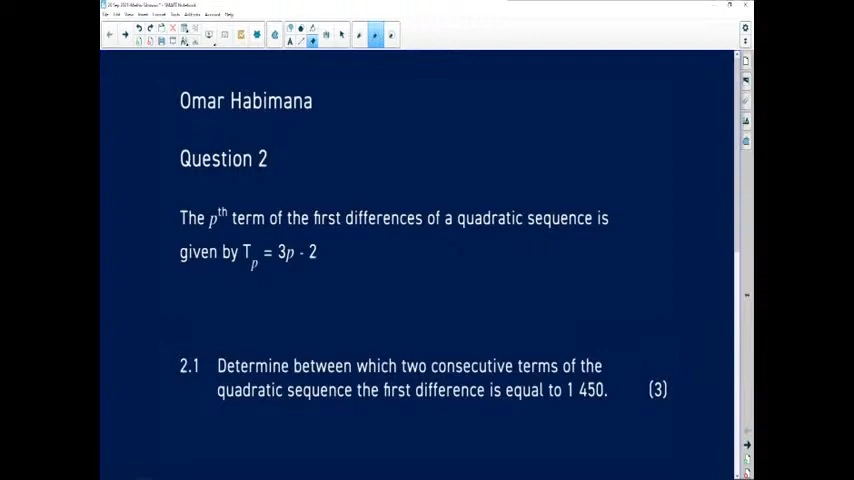 Omar Habimana
Question 2
The pth term of the first differences of a quadratic sequence is
given by Tp = 3p - 2
2.1 Determine between which two consecutive terms of the
quadratic sequence the first difference is equal to 1 450. (3)